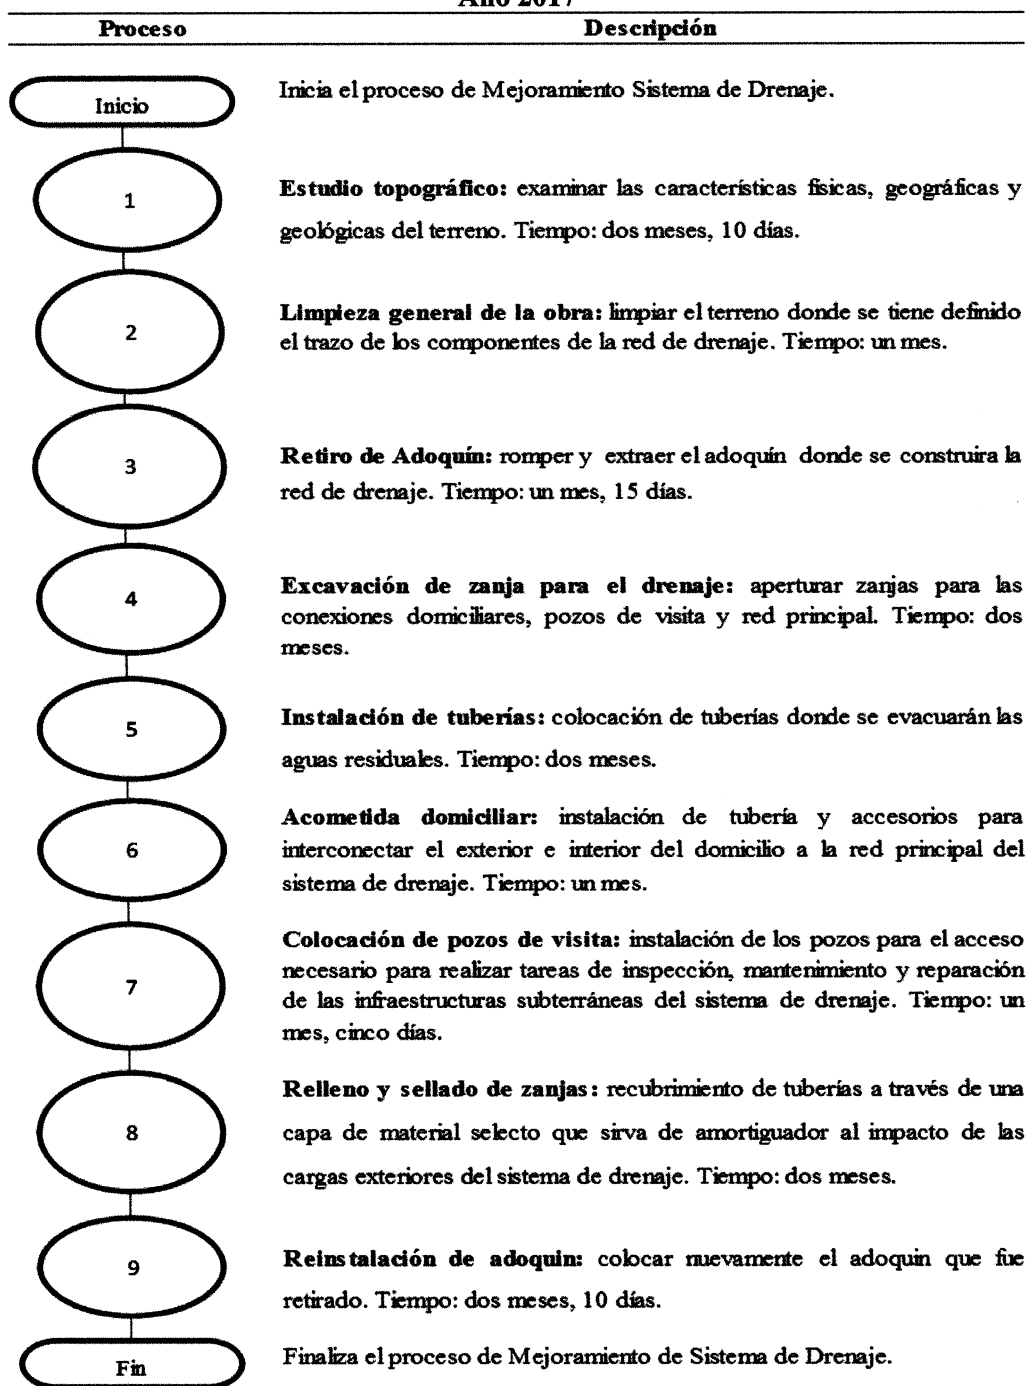 Año 2017
Proceso Descripción
Inicio
Inicia el proceso de Mejoramiento Sistema de Drenaje.
1
Estudio topográfico: examinar las características físicas, geográficas y
geológicas del terreno. Tiempo: dos meses, 10 días.
2
Limpieza general de la obra: limpiar el terreno donde se tiene definido
el trazo de los componentes de la red de drenaje. Tiempo: un mes.
3
Retiro de Adoquín: romper y extraer el adoquín donde se construira la
red de drenaje. Tiempo: un mes, 15 días.
4
Excavación de zanja para el drenaje: aperturar zanjas para las
conexiones domiciliares, pozos de visita y red principal. Tiempo: dos
meses.
5
Instalación de tuberías: colocación de tuberías donde se evacuarán las
aguas residuales. Tiempo: dos meses.
6
Acometida domiciliar: instalación de tubería y accesorios para
interconectar el exterior e interior del domicilio a la red principal del
sistema de drenaje. Tiempo: un mes.
7
Colocación de pozos de visita: instalación de los pozos para el acceso
necesario para realizar tareas de inspección, mantenimiento y reparación
de las infraestructuras subterráneas del sistema de drenaje. Tiempo: un
mes, cinco días.
8
Relleno y sellado de zanjas: recubrimiento de tuberías a través de una
capa de material selecto que sirva de amortiguador al impacto de las
cargas exteriores del sistema de drenaje. Tiempo: dos meses.
9
Reinstalación de adoquin: colocar nuevamente el adoquin que fue
retirado. Tiempo: dos meses, 10 días.
Fin
Finaliza el proceso de Mejoramiento de Sistema de Drenaje.